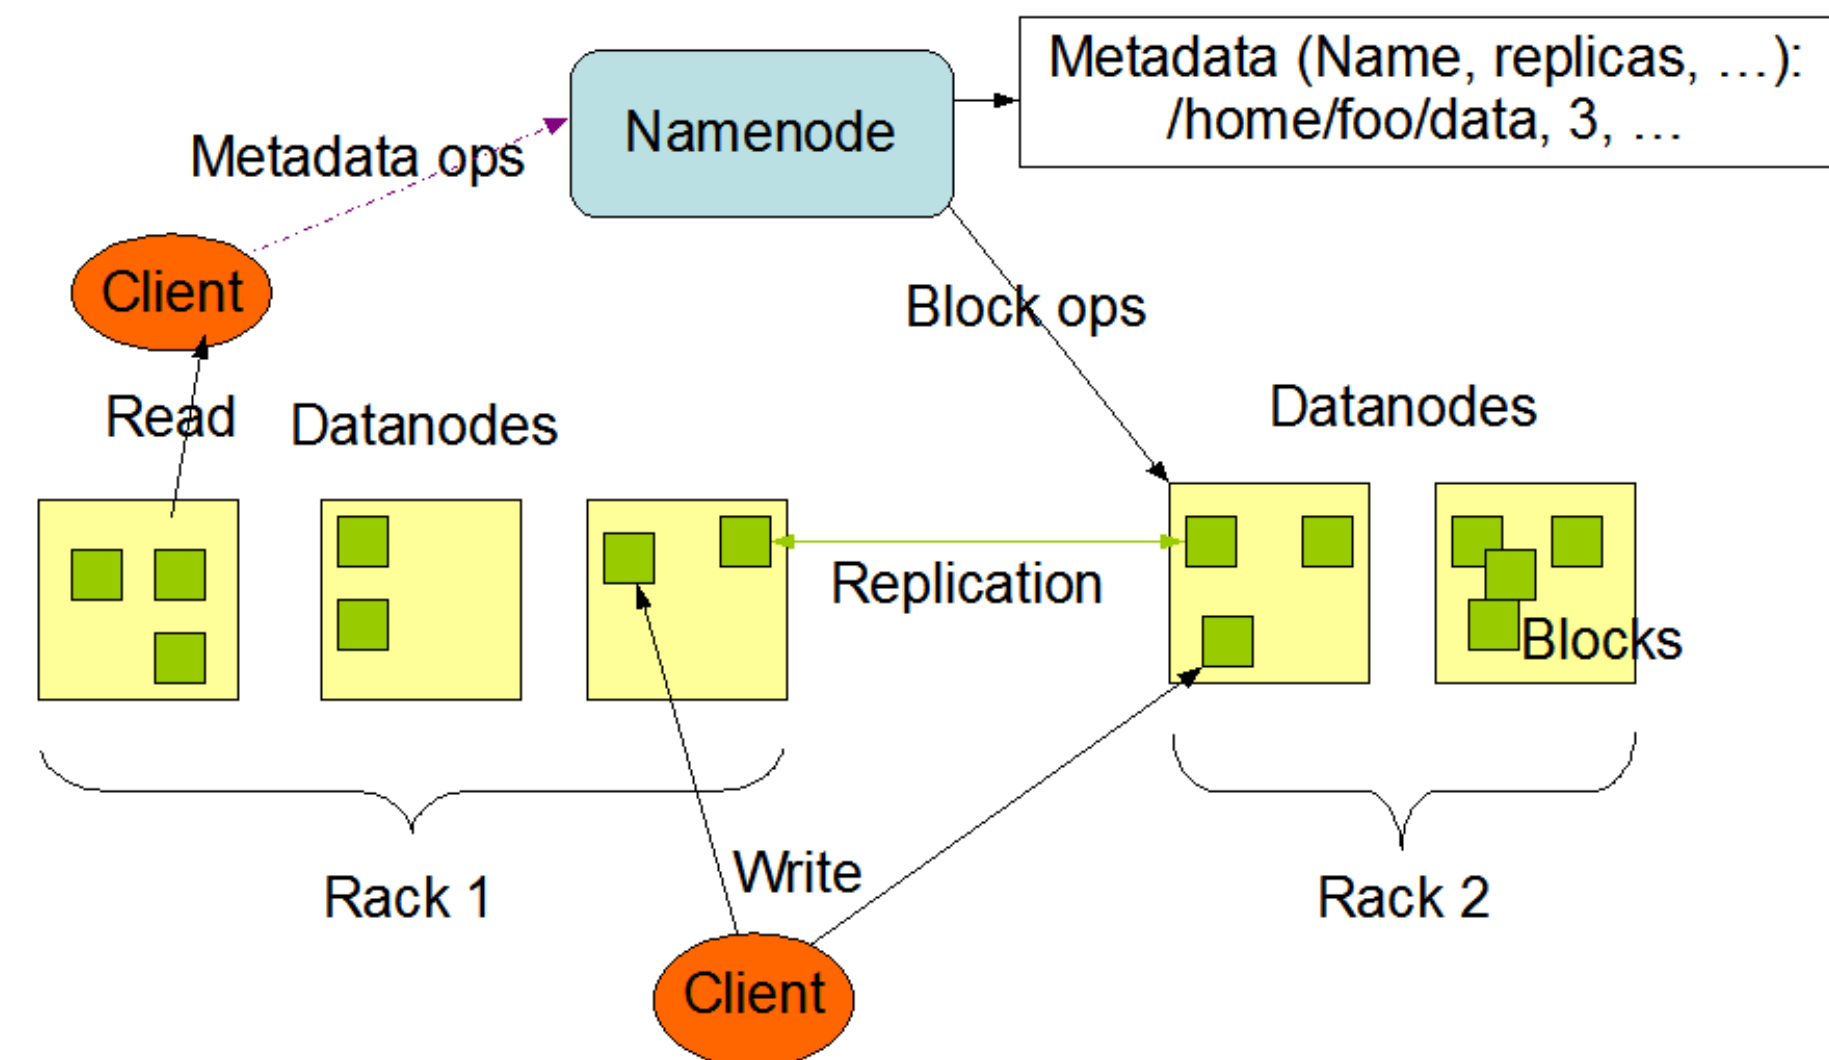 Metadata (Name, replicas, …):
/home/foo/data, 3, …
Namenode
Metadata ops
Client
Block ops
Read
Datanodes
Datanodes
Replication
Blocks
Rack 1
Write
Rack 2
Client